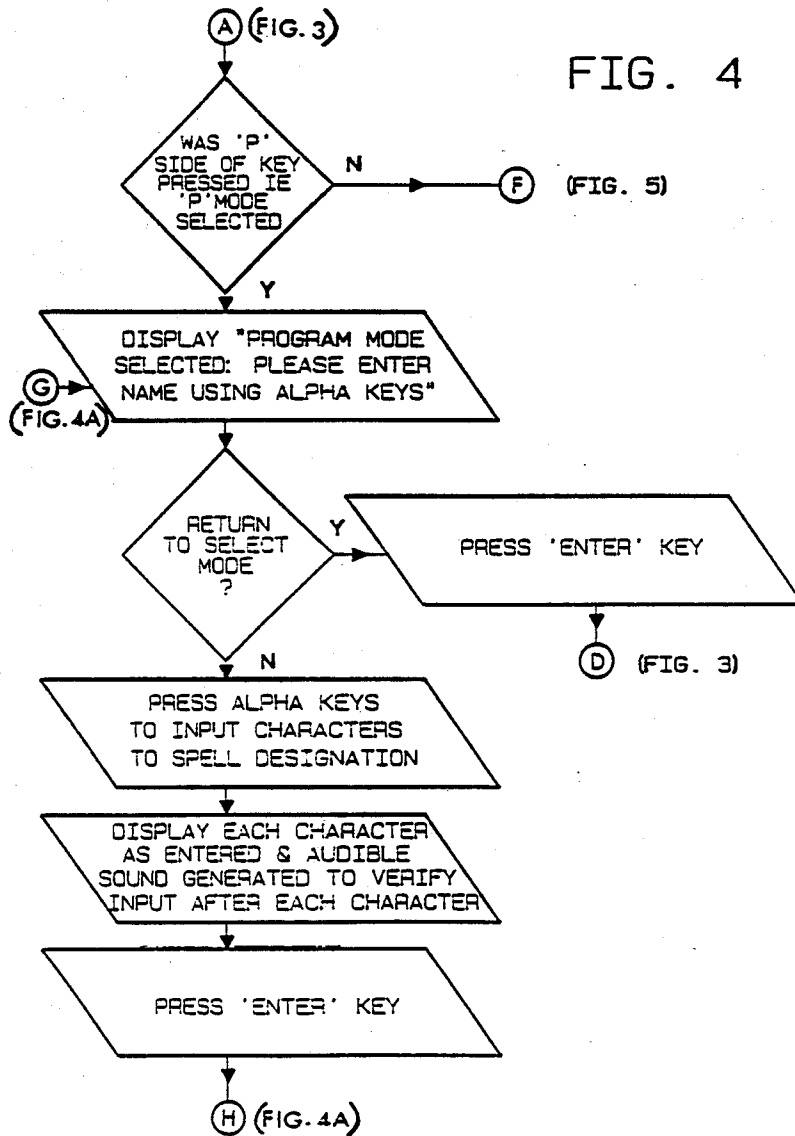 A (FIG. 3)
FIG. 4
WAS 'P'
SIDE OF KEY
PRESSED IE
'P' MODE
SELECTED
N
F (FIG. 5)
Y
DISPLAY "PROGRAM MODE
SELECTED: PLEASE ENTER
NAME USING ALPHA KEYS"
G
(FIG. 4A)
RETURN
TO SELECT
MODE
?
Y
PRESS 'ENTER' KEY
D (FIG. 3)
N
PRESS ALPHA KEYS
TO INPUT CHARACTERS
TO SPELL DESIGNATION
DISPLAY EACH CHARACTER
AS ENTERED & AUDIBLE
SOUND GENERATED TO VERIFY
INPUT AFTER EACH CHARACTER
PRESS 'ENTER' KEY
H (FIG. 4A)